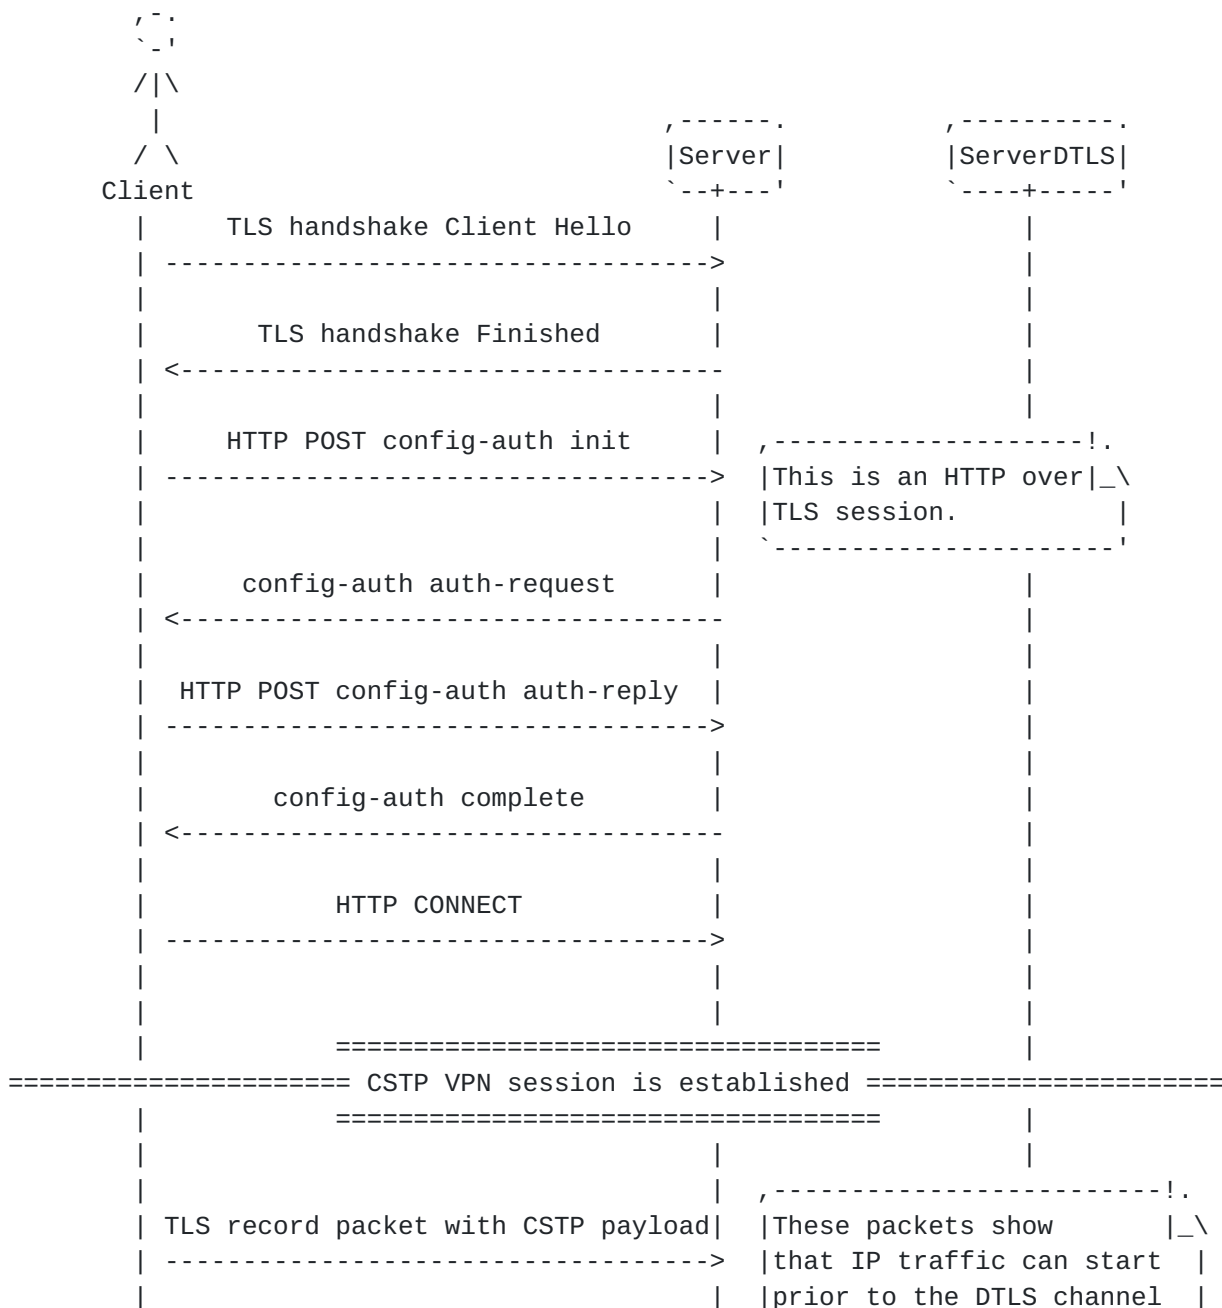 Server ServerDTLS
Client
TLS handshake Client Hello
TLS handshake Finished
HTTP POST config-auth init
This is an HTTP over
TLS session.
config-auth auth-request
HTTP POST config-auth auth-reply
config-auth complete
HTTP CONNECT
CSTP VPN session is established
TLS record packet with CSTP payload These packets show
that IP traffic can start
prior to the DTLS channel